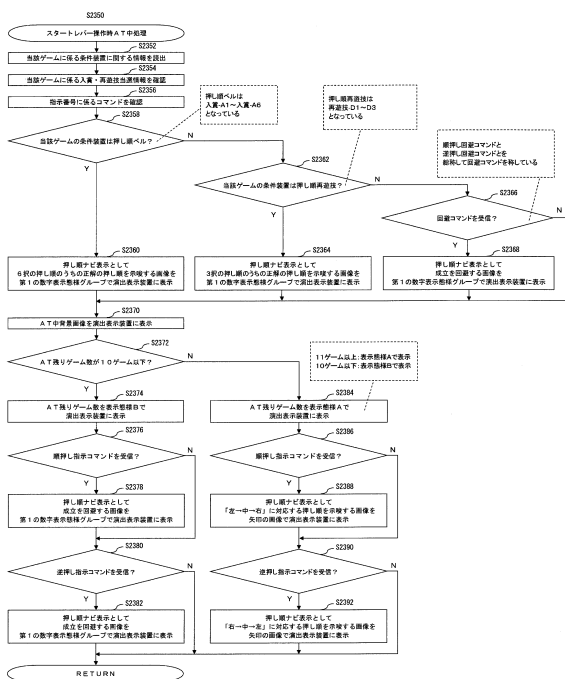 S2350
スタートレバー操作時AT中処理
S2352
当該ゲームに係る条件装置に関する情報を読出
S2354
当該ゲームに係る入賞・再遊技当選情報を確認
S2356
指示番号に係るコマンドを確認
S2358
当該ゲームの条件装置は押し順ベル?
N
Y
押し順ベルは
入賞-A1~入賞-A6
となっている
押し順再遊技は
再遊技-D1~D3
となっている
S2362
当該ゲームの条件装置は押し順再遊技?
N
Y
順押し回避コマンドと
逆押し回避コマンドとを
総称して回避コマンドを称している
S2366
回避コマンドを受信?
N
Y
S2360
押し順ナビ表示として
6択の押し順のうちの正解の押し順を示唆する画像を
第1の数字表示態様グループで演出表示装置に表示
S2364
押し順ナビ表示として
3択の押し順のうちの正解の押し順を示唆する画像を
第1の数字表示態様グループで演出表示装置に表示
S2368
押し順ナビ表示として
成立を回避する画像を
第1の数字表示態様グループで演出表示装置に表示
S2370
AT中背景画像を演出表示装置に表示
S2372
AT残りゲーム数が10ゲーム以下?
N
Y
11ゲーム以上:表示態様Aで表示
10ゲーム以下:表示態様Bで表示
S2374
AT残りゲーム数を表示態様Bで
演出表示装置に表示
S2384
AT残りゲーム数を表示態様Aで
演出表示装置に表示
S2376
順押し指示コマンドを受信?
N
Y
S2386
順押し指示コマンドを受信?
N
Y
S2378
押し順ナビ表示として
成立を回避する画像を
第1の数字表示態様グループで演出表示装置に表示
S2388
押し順ナビ表示として
「左→中→右」に対応する押し順を示唆する画像を
矢印の画像で演出表示装置に表示
S2380
逆押し指示コマンドを受信?
N
Y
S2390
逆押し指示コマンドを受信?
N
Y
S2382
押し順ナビ表示として
成立を回避する画像を
第1の数字表示態様グループで演出表示装置に表示
S2392
押し順ナビ表示として
「右→中→左」に対応する押し順を示唆する画像を
矢印の画像で演出表示装置に表示
RETURN